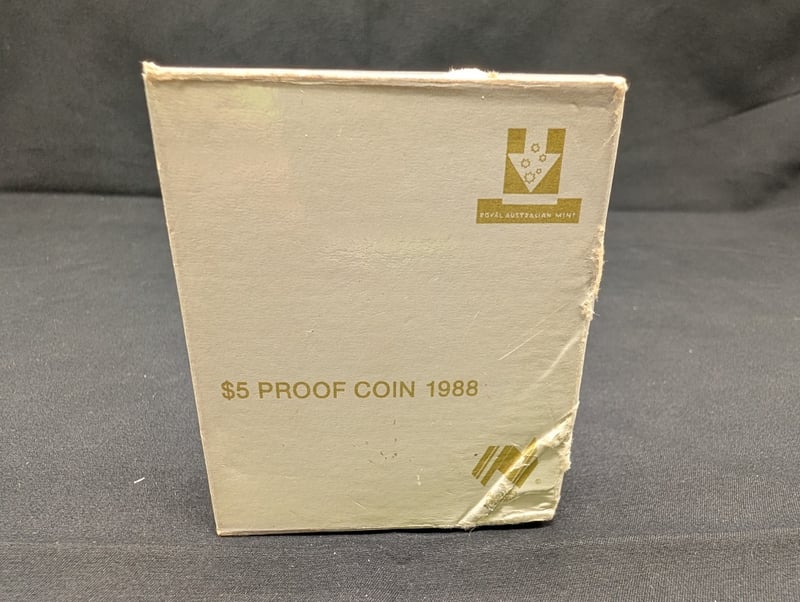 ROYAL AUSTRALIAN MINT
$5 PROOF COIN 1988